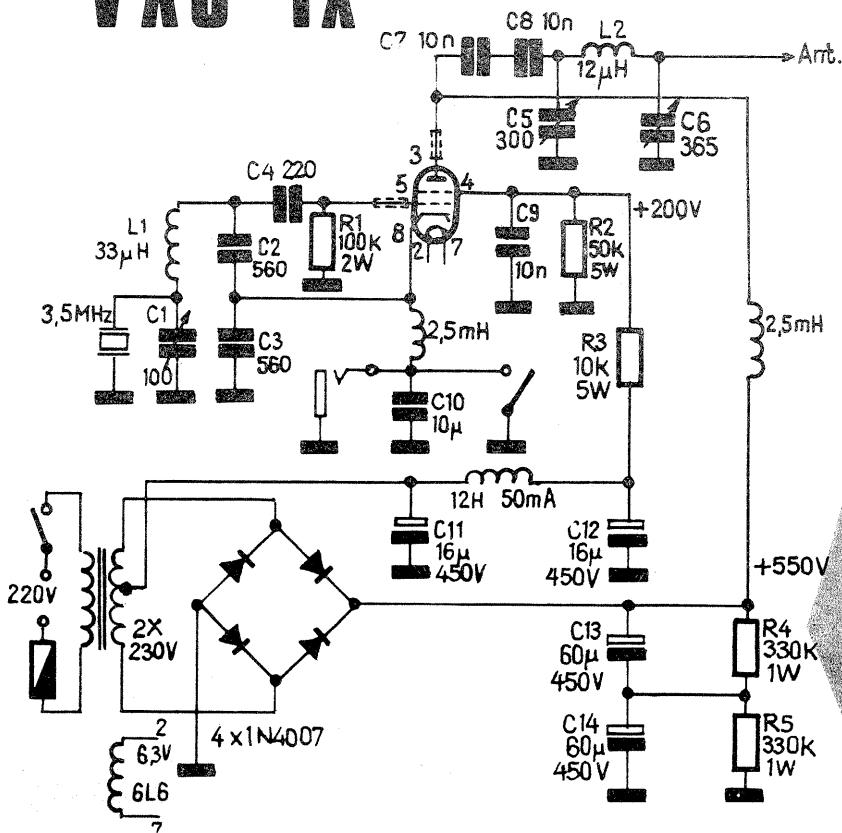 VXO TX
C7 10n
C8 10n
L2
12µH
Ant.
C5
300
C6
365
3
C4 220
5
4
L1
33µH
C2
560
R1
100K
2W
8
2
7
C9
10n
R2
50K
5W
+200V
3,5MHz
C1
100
C3
560
2,5mH
R3
10K
5W
2,5mH
C10
10µ
12H 50mA
C11
16µ
450V
C12
16µ
450V
+550V
220V
2X
230V
C13
60µ
450V
R4
330K
1W
2
6,3V
6L6
7
4x1N4007
C14
60µ
450V
R5
330K
1W